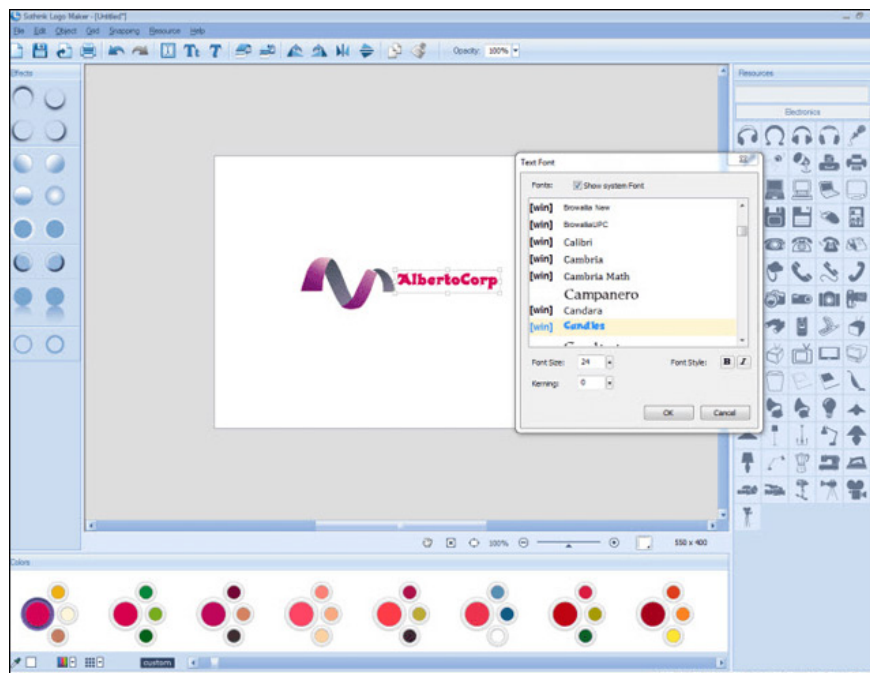 Sothink Logo Maker - [Untitled*]
File Edit Object Grid Snapping Resource Help
Opacity: 100%
Effects
Resources
Electronics
AlbertoCorp
Text Font
Fonts: Show system Font
[win] Browallia New
[win] BrowalliaUPC
[win] Calibri
[win] Cambria
[win] Cambria Math
Campanero
[win] Candara
[win] Candles
Font Size: 24 Font Style: B I
Kerning: 0
OK Cancel
100%
550 x 400
Colors
custom